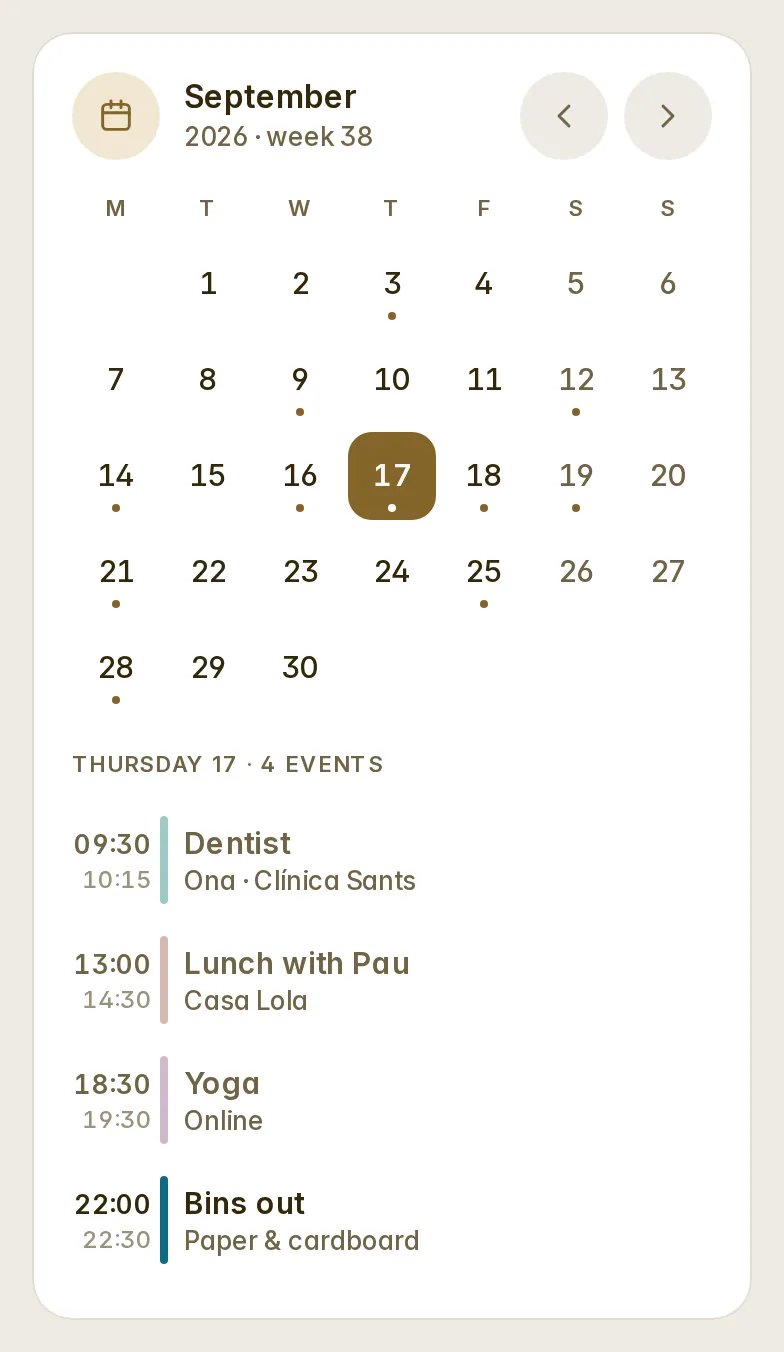 September
2026 · week 38
M T W T F S S
1 2 3 4 5 6
7 8 9 10 11 12 13
14 15 16 17 18 19 20
21 22 23 24 25 26 27
28 29 30
THURSDAY 17 · 4 EVENTS
09:30 Dentist
10:15 Ona · Clínica Sants
13:00 Lunch with Pau
14:30 Casa Lola
18:30 Yoga
19:30 Online
22:00 Bins out
22:30 Paper & cardboard